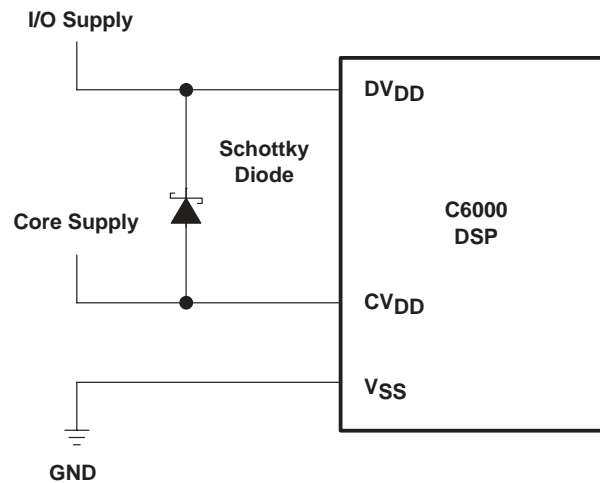 I/O Supply
DVDD
Schottky
Diode
C6000
DSP
Core Supply
CVDD
VSS
GND